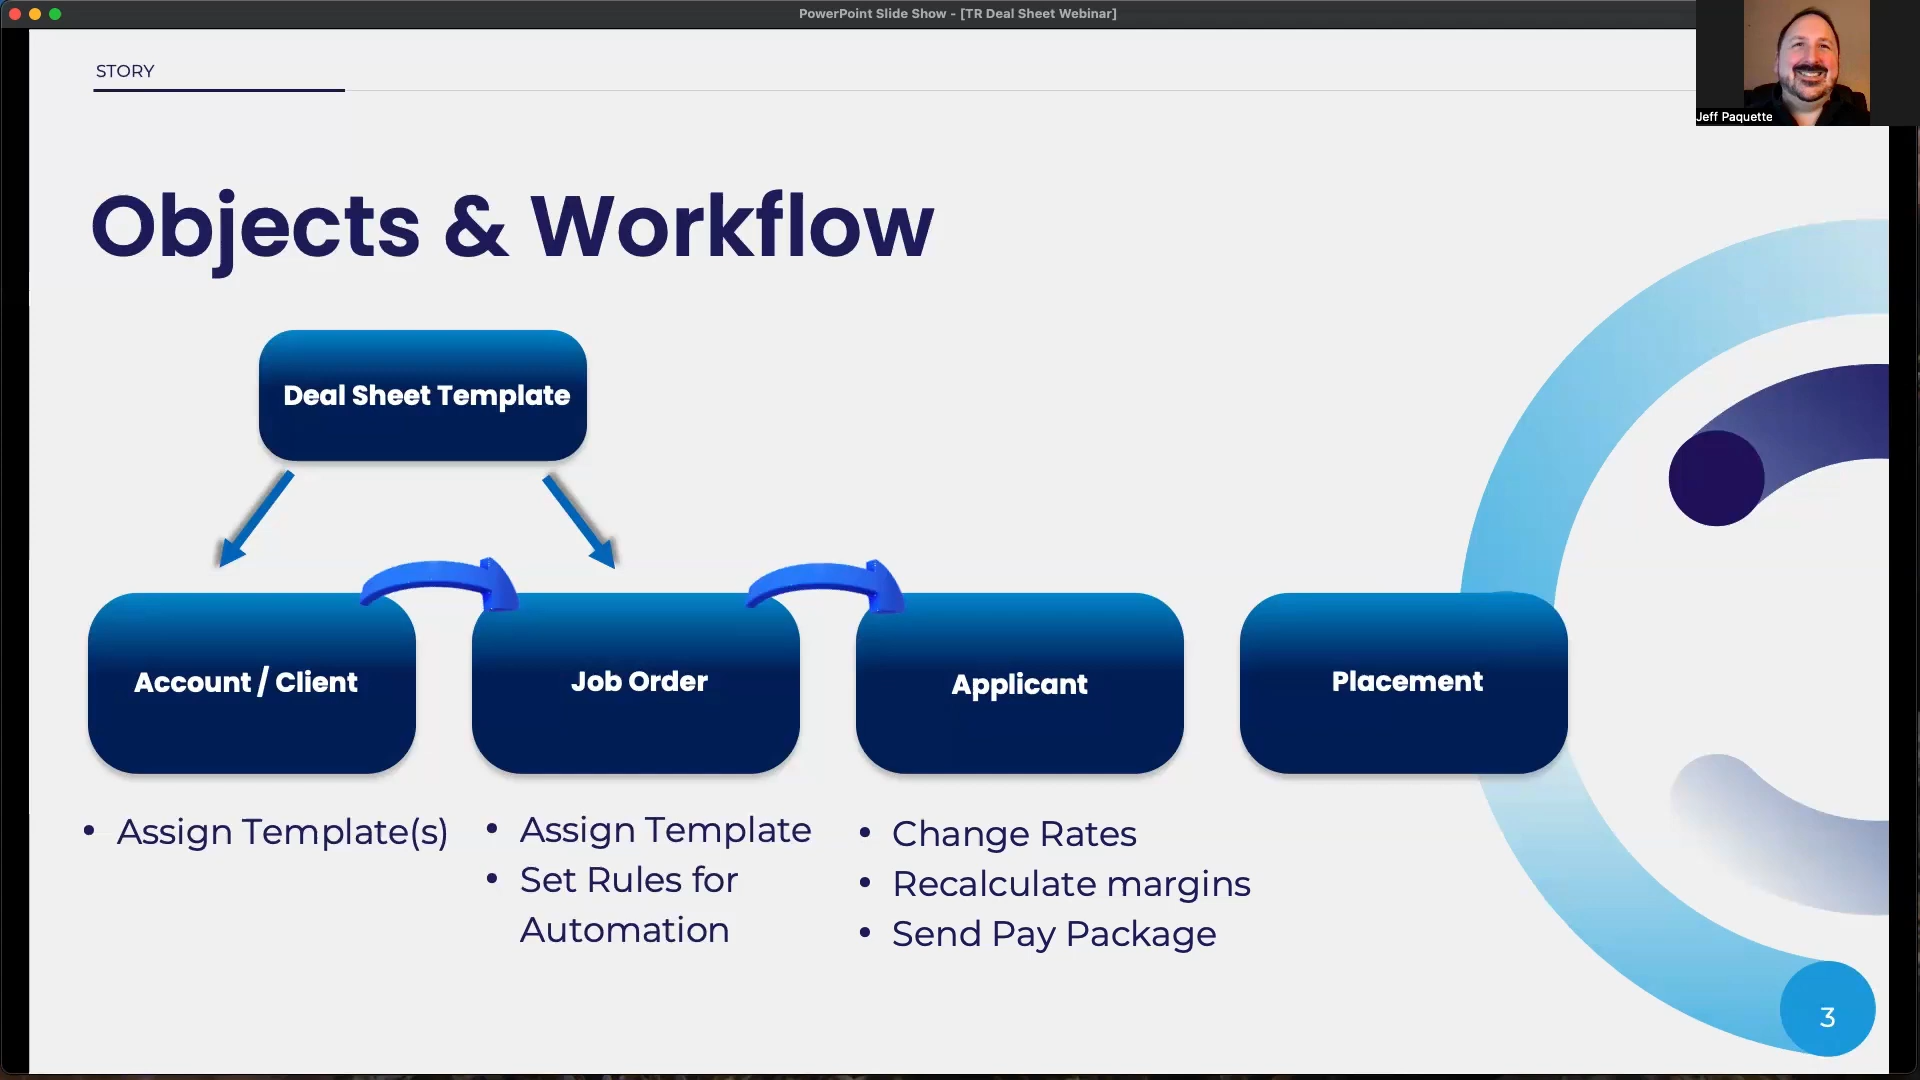 PowerPoint Slide Show - [TR Deal Sheet Webinar]
Jeff Paquette
STORY
Objects & Workflow
Deal Sheet Template
Account / Client
Job Order
Applicant
Placement
• Assign Template(s)
• Assign Template
• Set Rules for
Automation
• Change Rates
• Recalculate margins
• Send Pay Package
3